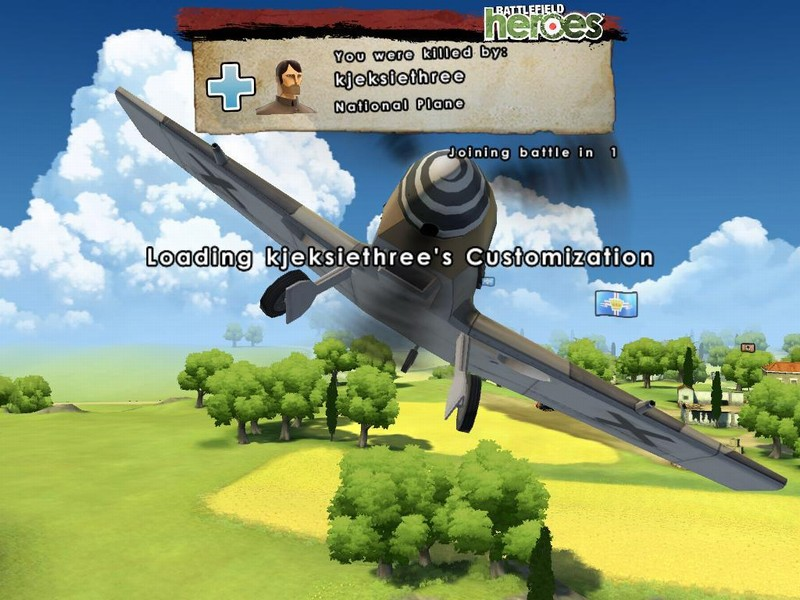 BATTLEFIELD
heroes
You were killed by:
kjeksiethree
National Plane
Joining battle in 1
Loading kjeksiethree's Customization